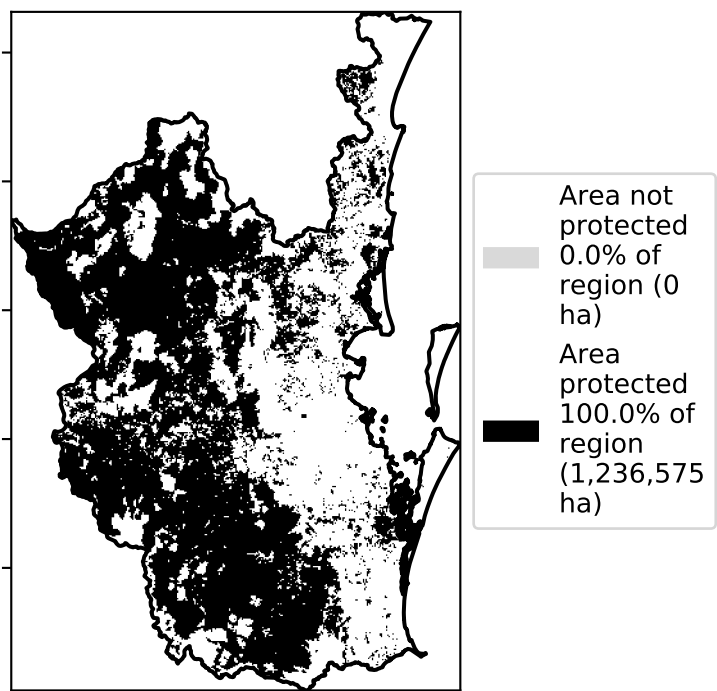 Area not
protected
0.0% of
region (0
ha)
Area
protected
100.0% of
region
(1,236,575
ha)